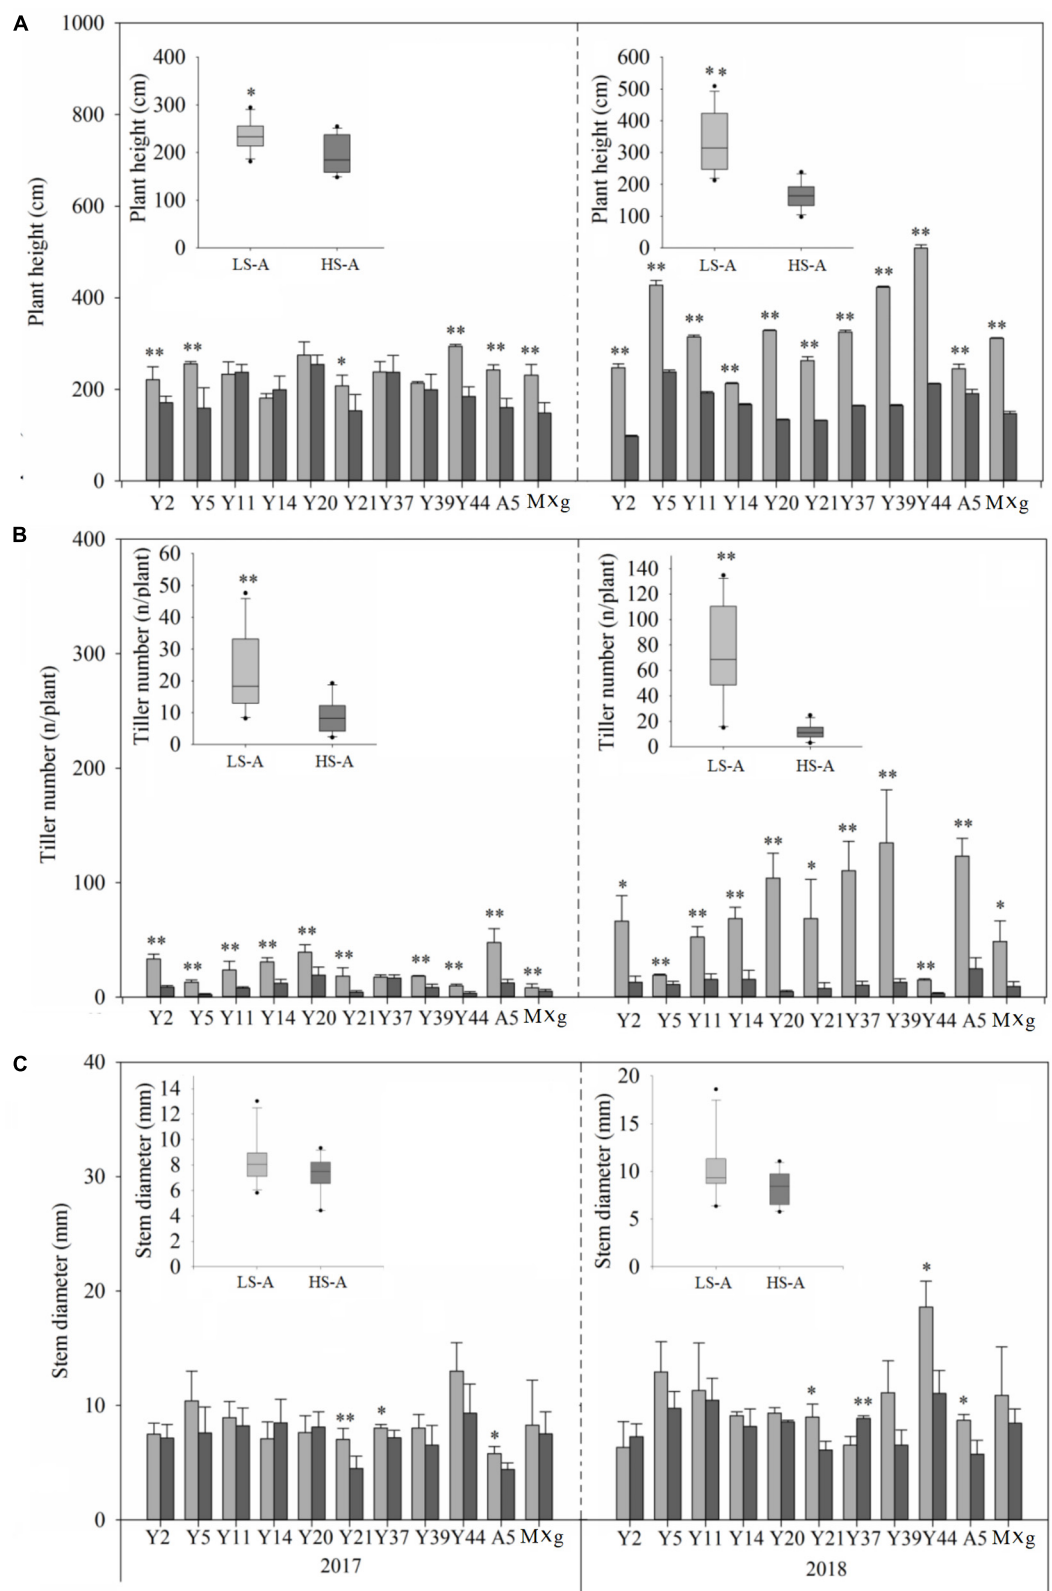 A
Plant height (cm)
1000
800
600
400
200
0
Plant height (cm)
400
300
200
100
0
*
LS-A HS-A
Plant height (cm)
600
500
400
300
200
100
0
**
LS-A HS-A
** ** * ** ** **
** ** ** ** ** ** ** ** ** ** **
Y2 Y5 Y11 Y14 Y20 Y21 Y37 Y39 Y44 A5 M×g
Y2 Y5 Y11 Y14 Y20 Y21 Y37 Y39 Y44 A5 M×g
B
Tiller number (n/plant)
400
300
200
100
0
Tiller number (n/plant)
60
50
40
30
20
10
0
**
LS-A HS-A
Tiller number (n/plant)
140
120
100
80
60
40
20
0
**
LS-A HS-A
** ** ** ** ** ** ** ** ** **
* ** ** ** ** * ** ** ** ** *
Y2 Y5 Y11 Y14 Y20 Y21 Y37 Y39 Y44 A5 M×g
Y2 Y5 Y11 Y14 Y20 Y21 Y37 Y39 Y44 A5 M×g
C
Stem diameter (mm)
40
30
20
10
0
Stem diameter (mm)
14
12
10
8
6
4
2
0
LS-A HS-A
Stem diameter (mm)
20
15
10
5
0
LS-A HS-A
** * *
* ** * *
Y2 Y5 Y11 Y14 Y20 Y21 Y37 Y39 Y44 A5 M×g
Y2 Y5 Y11 Y14 Y20 Y21 Y37 Y39 Y44 A5 M×g
2017
2018